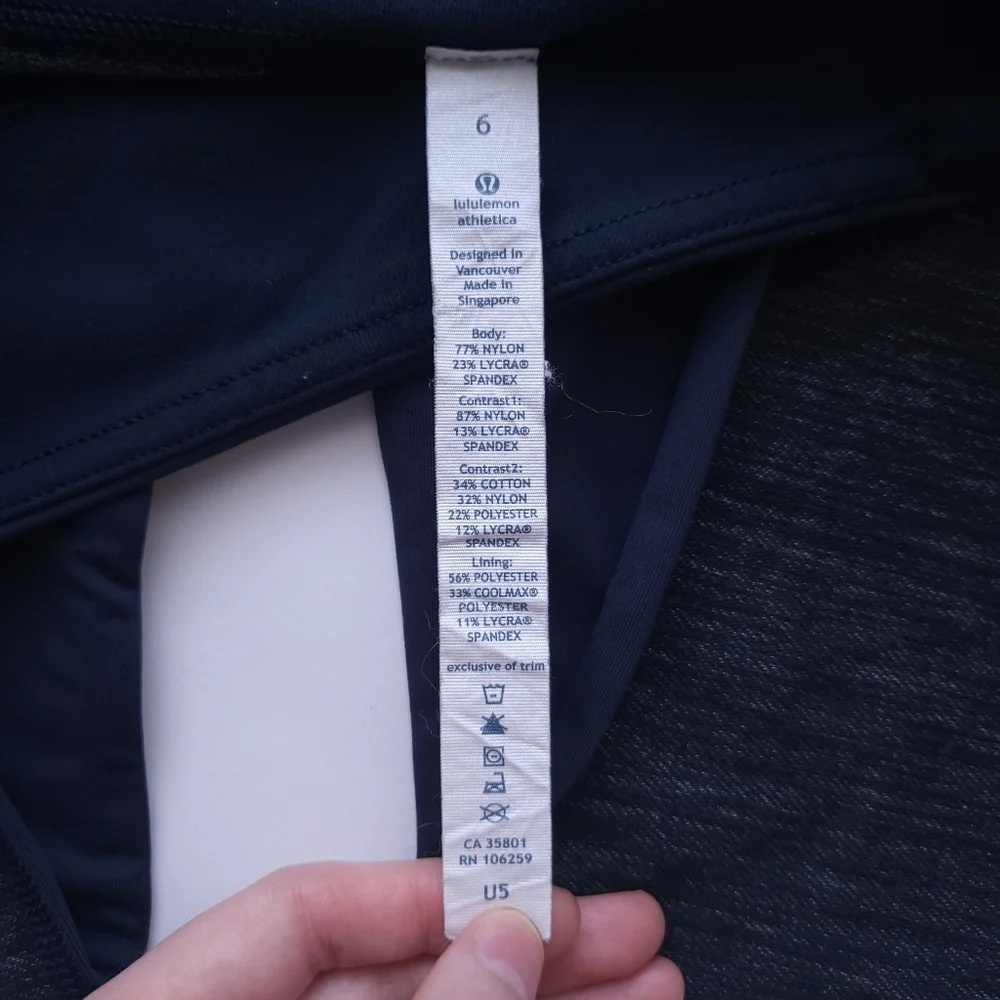 6
lululemon
athletica
Designed in
Vancouver
Made in
Singapore
Body:
77% NYLON
23% LYCRA®
SPANDEX
Contrast1:
87% NYLON
13% LYCRA®
SPANDEX
Contrast2:
34% COTTON
32% NYLON
22% POLYESTER
12% LYCRA®
SPANDEX
Lining:
56% POLYESTER
33% COOLMAX®
POLYESTER
11% LYCRA®
SPANDEX
exclusive of trim
CA 35801
RN 106259
U5